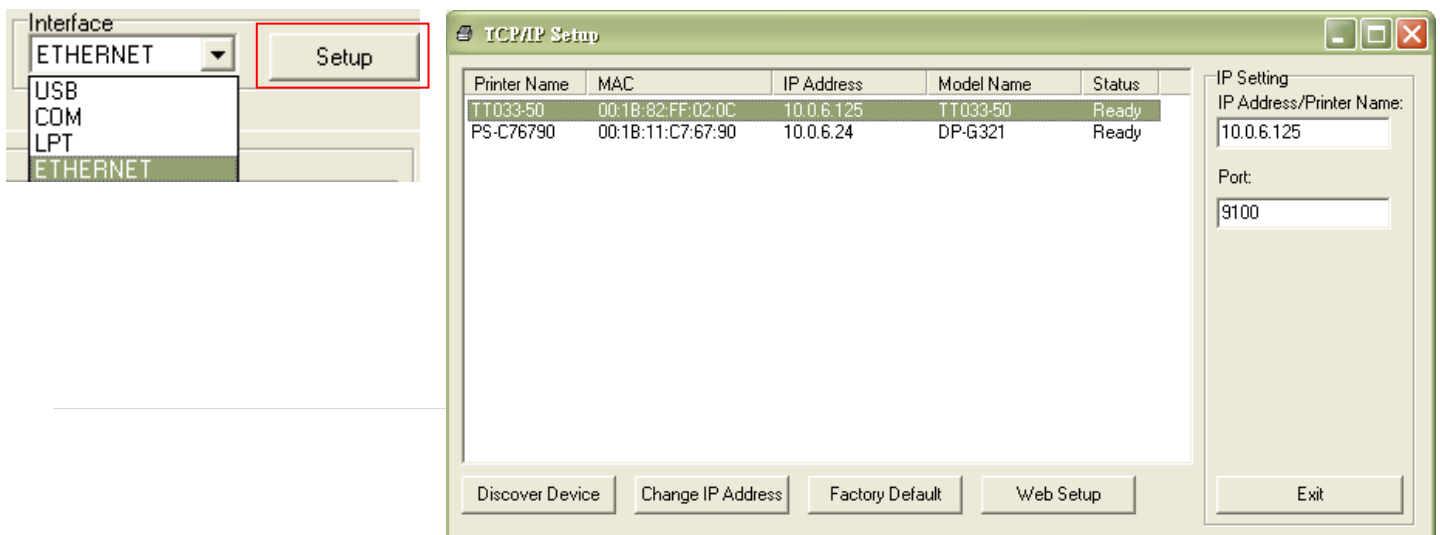 Interface
ETHERNET
Setup
USB
COM
LPT
ETHERNET
TCP/IP Setup
Printer Name MAC IP Address Model Name Status
TT033-50 00:1B:82:FF:02:0C 10.0.6.125 TT033-50 Ready
PS-C76790 00:1B:11:C7:67:90 10.0.6.24 DP-G321 Ready
IP Setting
IP Address/Printer Name:
10.0.6.125
Port:
9100
Discover Device Change IP Address Factory Default Web Setup Exit